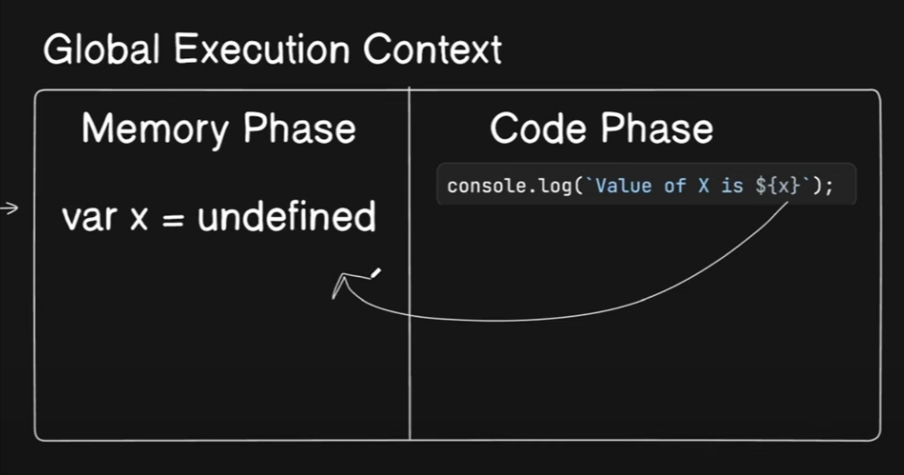 Global Execution Context
Memory Phase
var x = undefined
Code Phase
console.log(`Value of X is ${x}`);